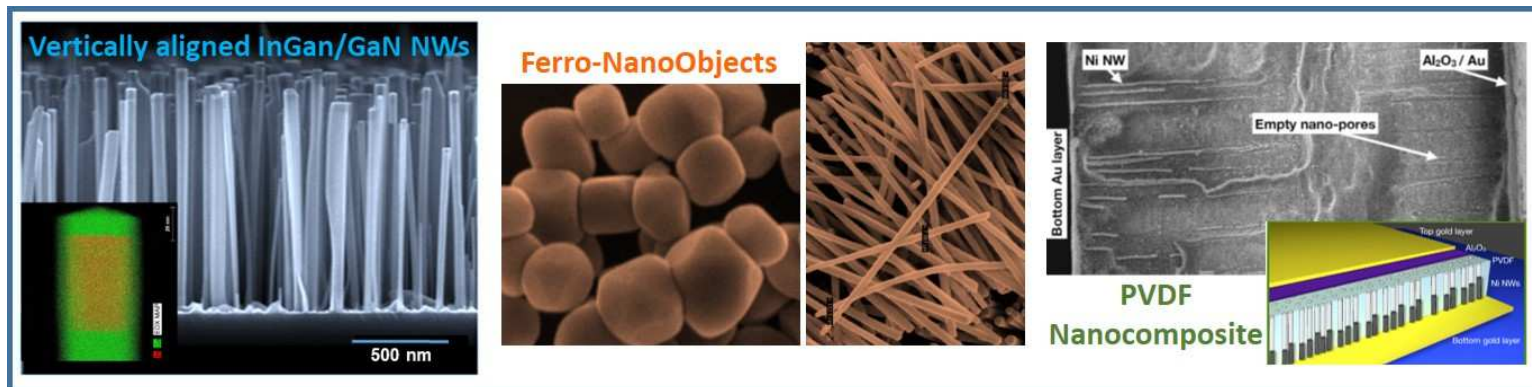 Vertically aligned InGan/GaN NWs
500 nm
Ferro-NanoObjects
Ni NW
Al₂O₃ / Au
Empty nano-pores
Bottom Au layer
Top gold layer
Al₂O₃
PVDF
Ni NWs
Bottom gold layer
PVDF
Nanocomposite